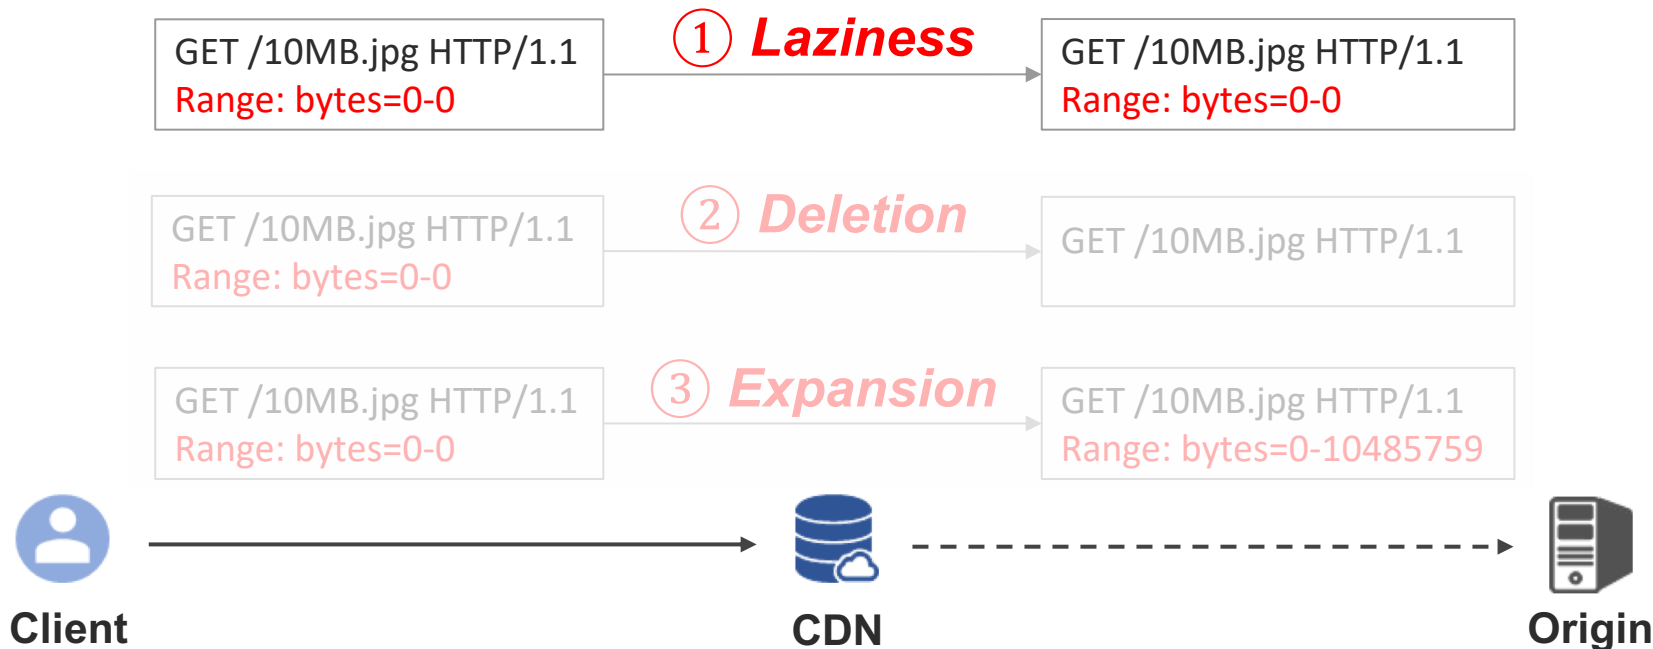 ① Laziness
GET /10MB.jpg HTTP/1.1
Range: bytes=0-0
GET /10MB.jpg HTTP/1.1
Range: bytes=0-0
② Deletion
GET /10MB.jpg HTTP/1.1
Range: bytes=0-0
GET /10MB.jpg HTTP/1.1
③ Expansion
GET /10MB.jpg HTTP/1.1
Range: bytes=0-0
GET /10MB.jpg HTTP/1.1
Range: bytes=0-10485759
Client
CDN
Origin